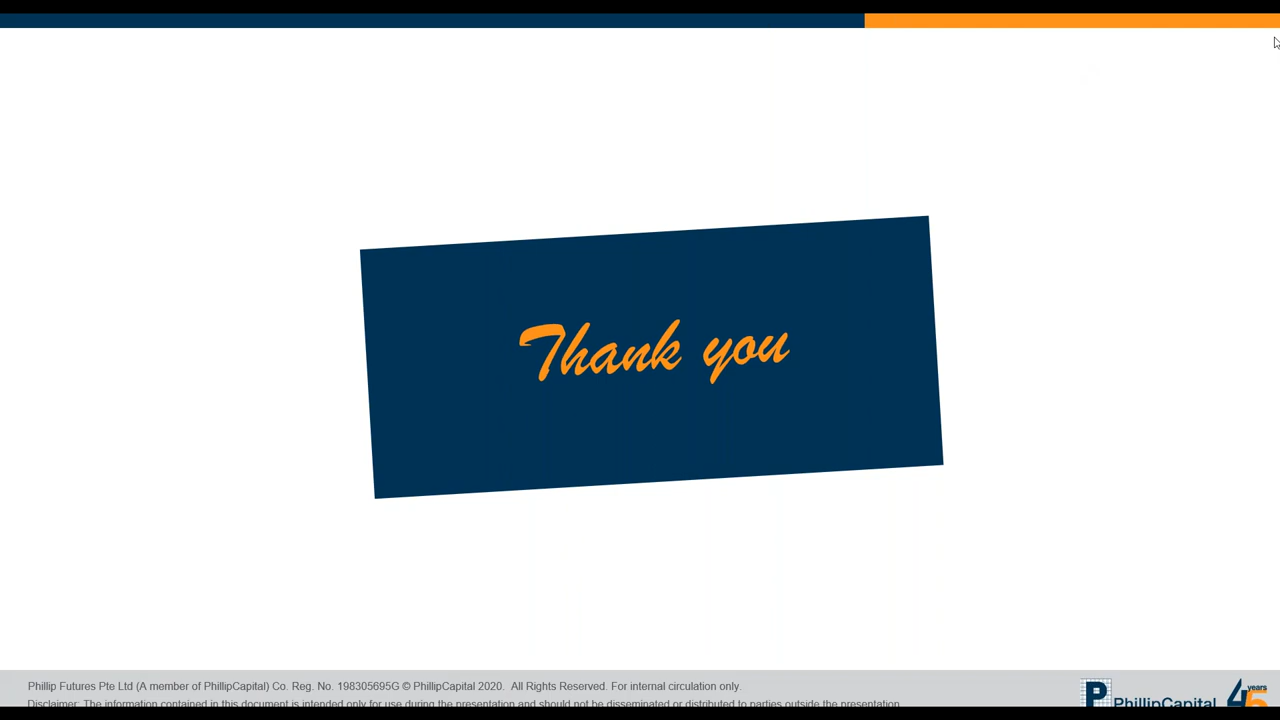 Thank you
Phillip Futures Pte Ltd (A member of PhillipCapital) Co. Reg. No. 198305695G © PhillipCapital 2020.  All Rights Reserved. For internal circulation only.
Disclaimer: The information contained in this document is intended only for use during the presentation and should not be disseminated or distributed to parties outside the presentation.
P
PhillipCapital
45 years